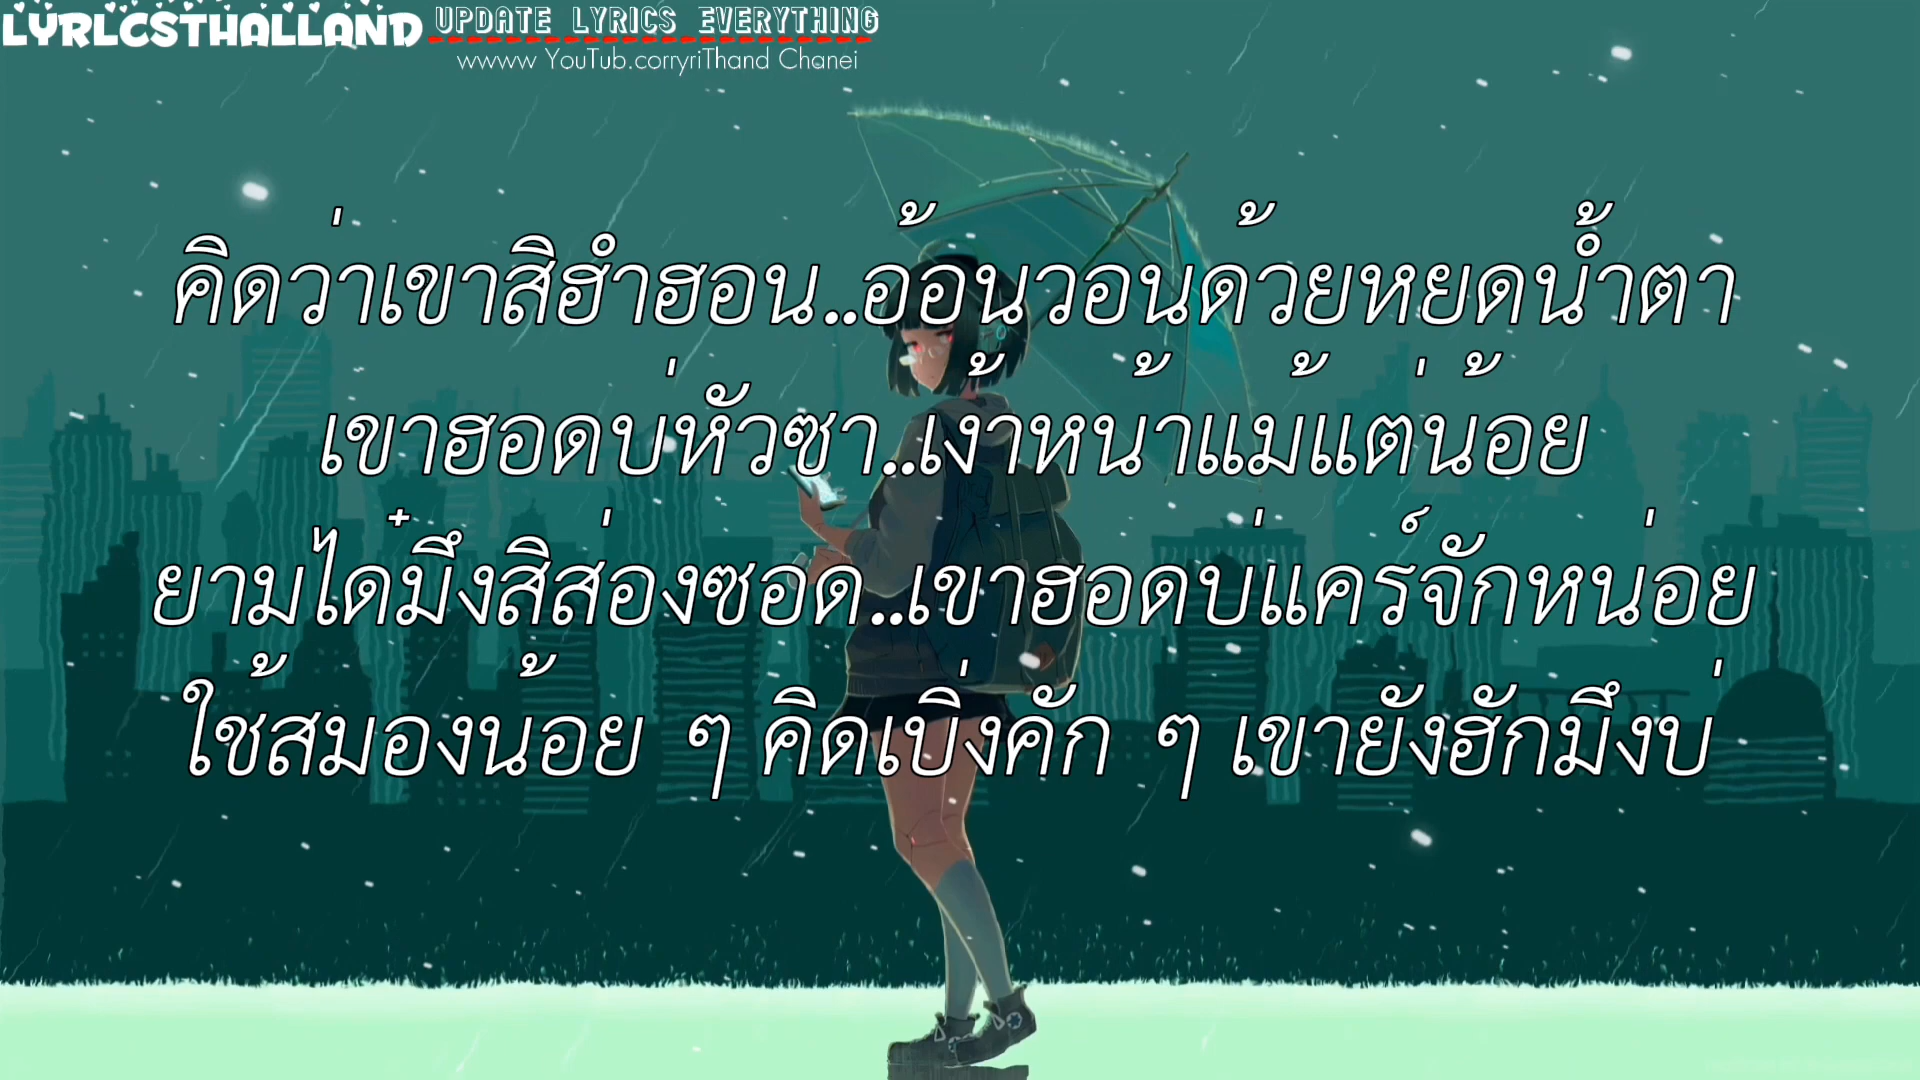 LYRLCSTHALLAND UPDATE LYRICS EVERYTHING
wwww YouTub.corryriThand Chanei
คิดว่าเขาสิฮำฮอน..อ้อนวอนด้วยหยดน้ำตา
เขาฮอดบ่หัวซา..เง้าหน้าแม้แต่น้อย
ยามได๋มึงสิส่องซอด..เขาฮอดบ่แคร์จักหน่อย
ใช้สมองน้อย ๆ คิดเบิ่งคัก ๆ เขายังฮักมึงบ่